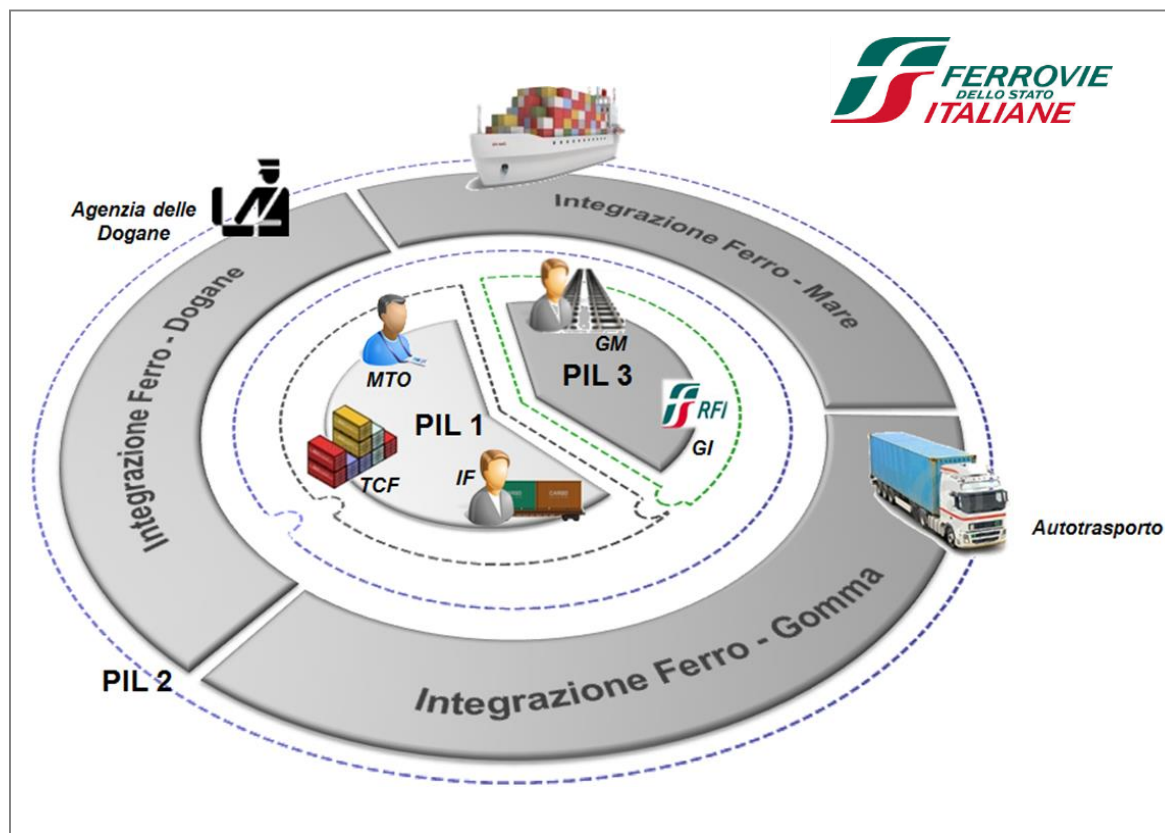 FERROVIE
DELLO STATO
ITALIANE
Agenzia delle
Dogane
Integrazione Ferro - Mare
Integrazione Ferro - Dogane
GM
PIL 3
MTO
RFI
GI
PIL 1
TCF
IF
Autotrasporto
Integrazione Ferro - Gomma
PIL 2